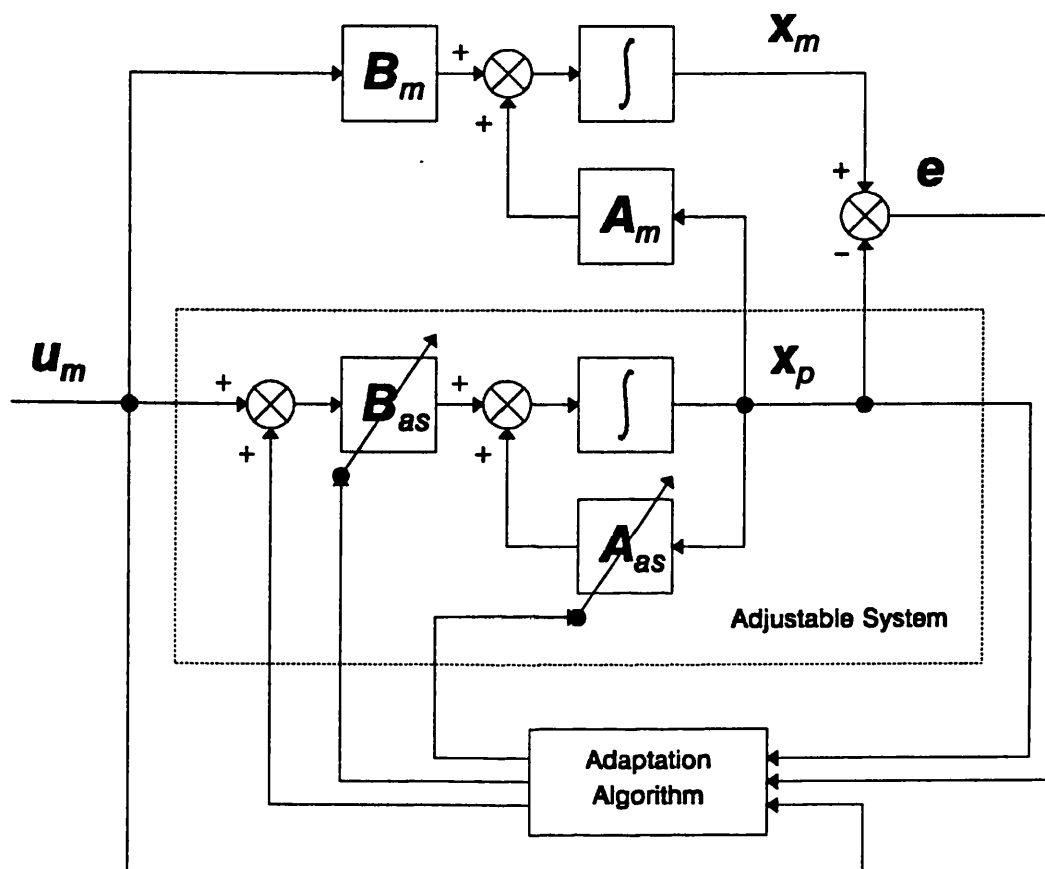 x_m
B_m
+
∫
+
+
e
A_m
-
u_m
x_p
+
B_as
+
∫
+
+
A_as
Adjustable System
Adaptation
Algorithm